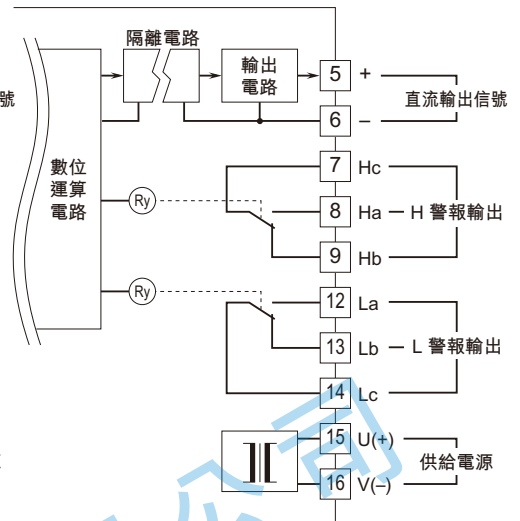 隔離電路
輸出
電路
5 +
直流輸出信號
6 –
號
7 Hc
數位
運算
電路
Ry
8 Ha
H 警報輸出
9 Hb
12 La
Ry
13 Lb
L 警報輸出
14 Lc
15 U(+)
供給電源
16 V(–)
公司